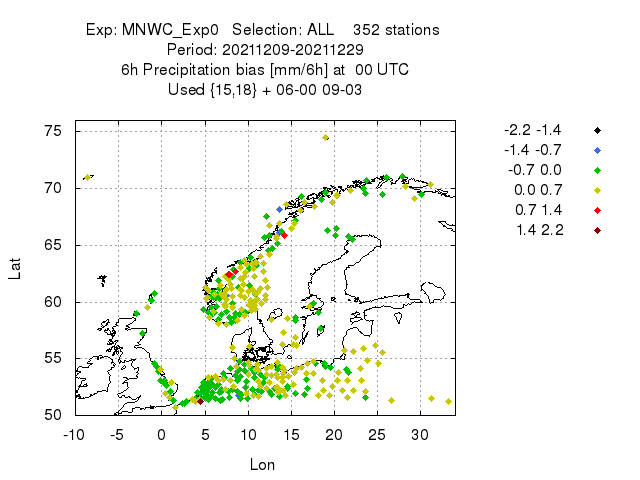 Exp: MNWC_Exp0 Selection: ALL 352 stations
Period: 20211209-20211229
6h Precipitation bias [mm/6h] at 00 UTC
Used {15,18} + 06-00 09-03
-2.2 -1.4
-1.4 -0.7
-0.7 0.0
0.0 0.7
0.7 1.4
1.4 2.2
75
70
65
60
55
50
Lat
-10 -5 0 5 10 15 20 25 30
Lon